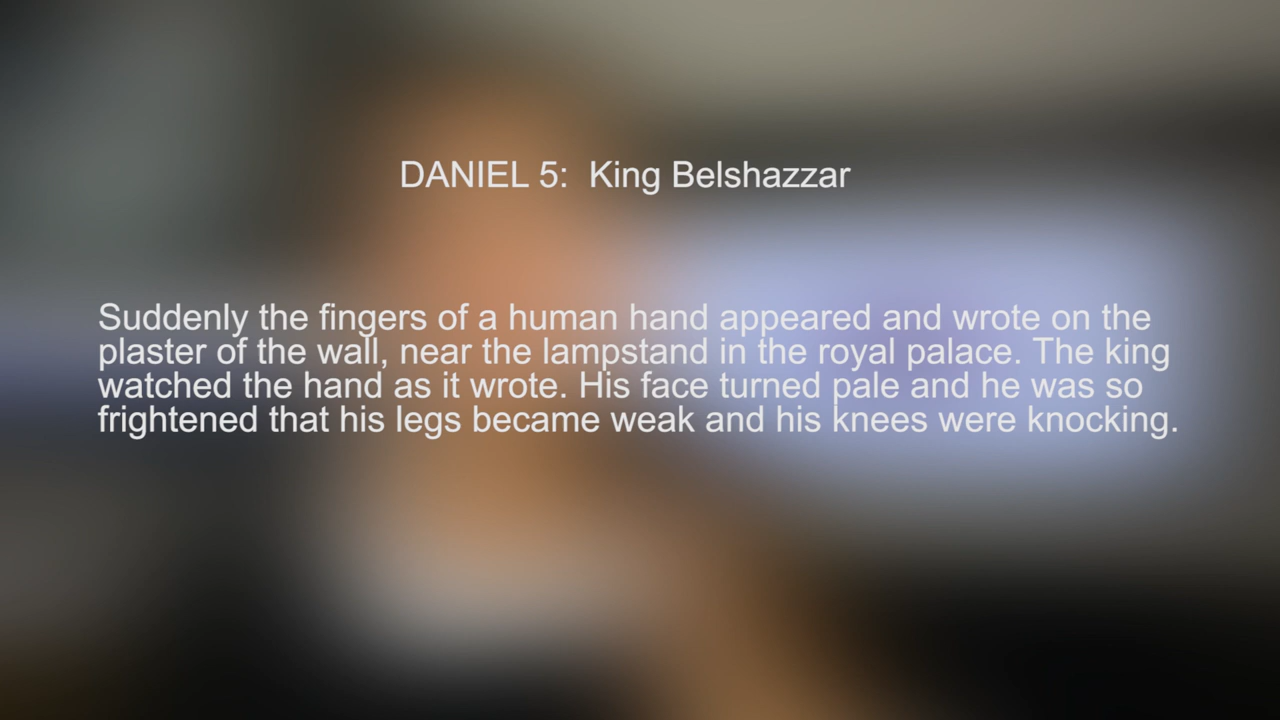 DANIEL 5:  King Belshazzar
Suddenly the fingers of a human hand appeared and wrote on the
plaster of the wall, near the lampstand in the royal palace. The king
watched the hand as it wrote. His face turned pale and he was so
frightened that his legs became weak and his knees were knocking.